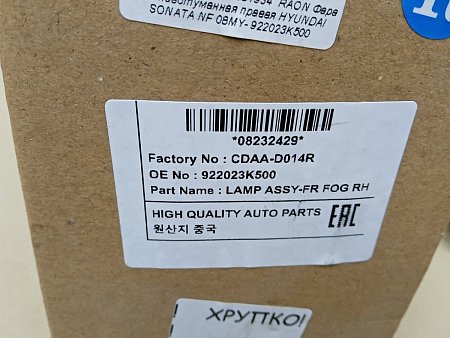 RAON Фара
противотуманная правая HYUNDAI
SONATA NF 08MY- 922023K500
*08232429*
Factory No : CDAA-D014R
OE No : 922023K500
Part Name : LAMP ASSY-FR FOG RH
HIGH QUALITY AUTO PARTS
원산지 중국
EAC
ХРУПКО!